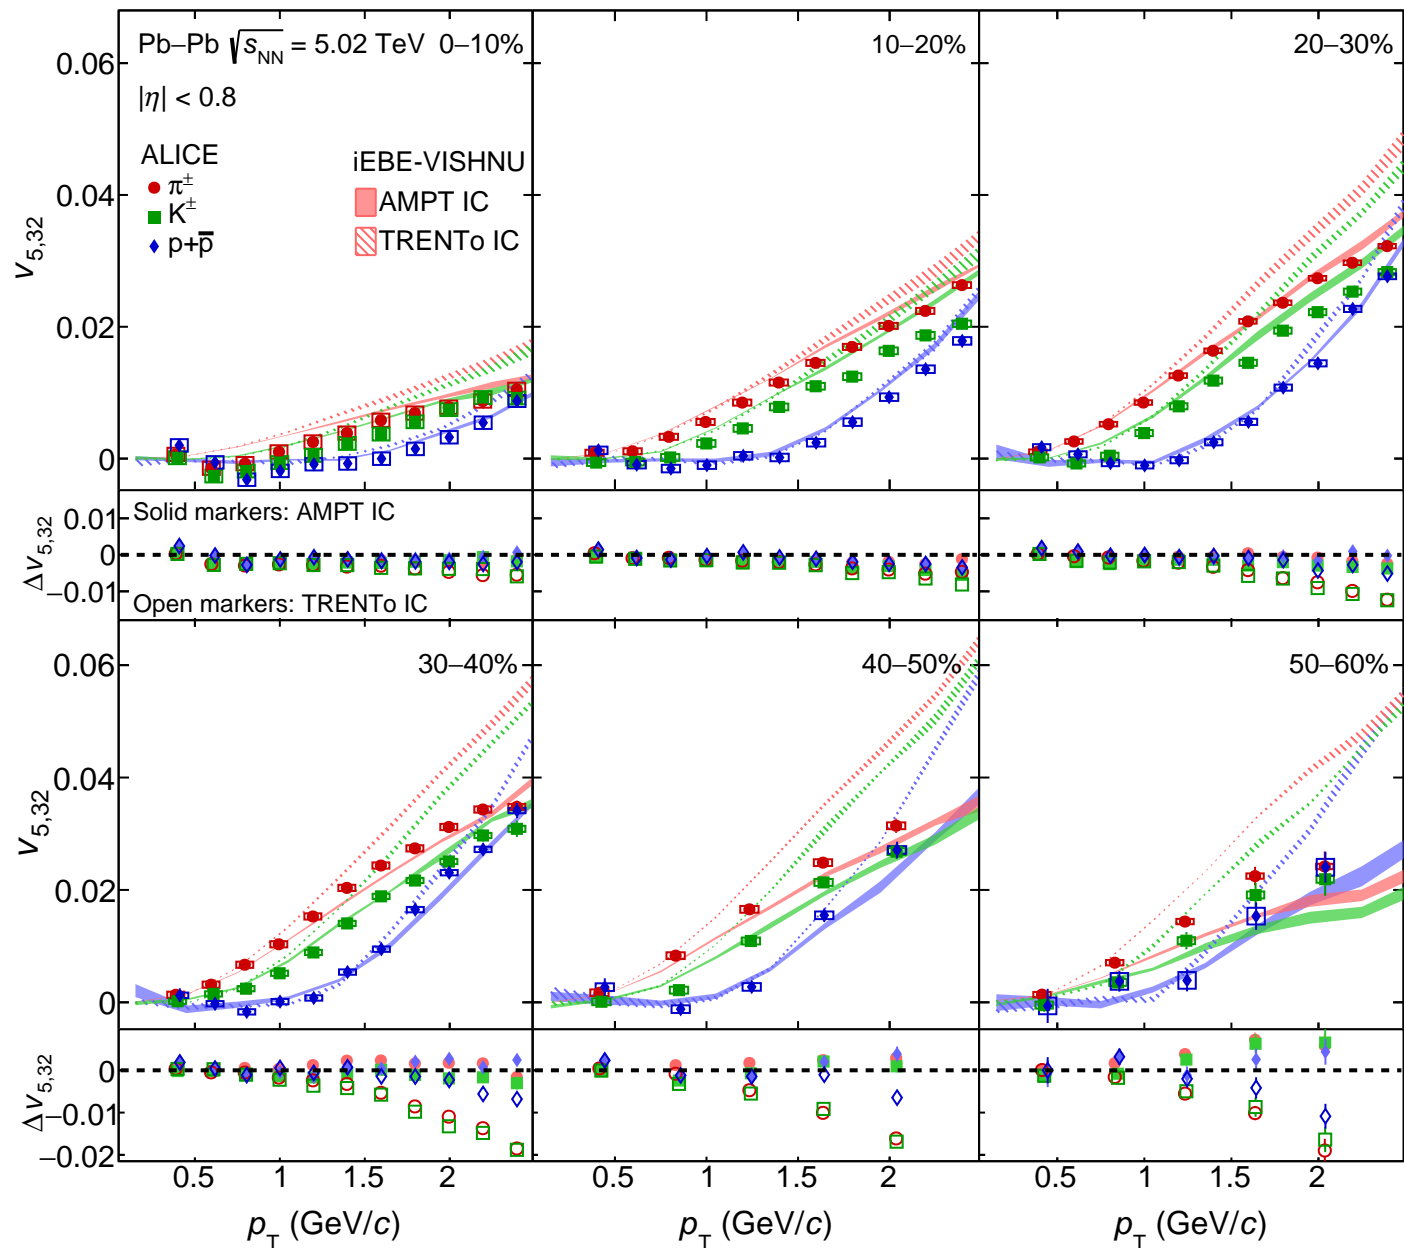 Pb–Pb √sNN = 5.02 TeV 0–10%
10–20%
20–30%
|η| < 0.8
ALICE
π±
K±
p+p̅
iEBE-VISHNU
AMPT IC
TRENTo IC
v5,32
0.06
0.04
0.02
0
Δv5,32
0.01
0
−0.01
Solid markers: AMPT IC
Open markers: TRENTo IC
30–40%
40–50%
50–60%
v5,32
0.06
0.04
0.02
0
Δv5,32
0
−0.01
−0.02
0.5 1 1.5 2
0.5 1 1.5 2
0.5 1 1.5 2
pT (GeV/c)
pT (GeV/c)
pT (GeV/c)